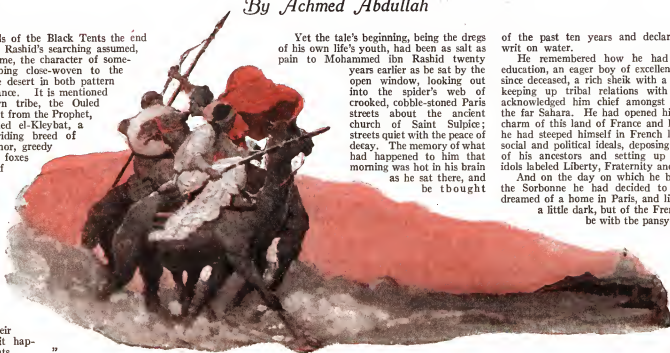 By Achmed Abdullah
ds of the Black Tents the end
Rashid's searching assumed,
me, the character of some-
ping close-woven to the
e desert in both pattern
ance. It is mentioned
rn tribe, the Ouled
t from the Prophet,
ed el-Kleybat, a
riding breed of
nor, greedy
foxes
f
eir
it hap-
nts
"
Yet the tale's beginning, being the dregs
of his own life's youth, had been as salt as
pain to Mohammed ibn Rashid twenty
years earlier as he sat by the
open window, looking out
into the spider's web of
crooked, cobble-stoned Paris
streets about the ancient
church of Saint Sulpice;
streets quiet with the peace of
decay. The memory of what
had happened to him that
morning was hot in his brain
as he sat there, and
he thought
of the past ten years and declar
writ on water.
He remembered how he had
education, an eager boy of excellen
since deceased, a rich sheik with a
keeping up tribal relations with
acknowledged him chief amongst
the far Sahara. He had opened hi
charm of this land of France and
he had steeped himself in French
social and political ideals, deposing
of his ancestors and setting up
idols labeled Liberty, Fraternity and
And on the day on which he h
the Sorbonne he had decided to
dreamed of a home in Paris, and li
a little dark, but of the Fren
be with the pansy